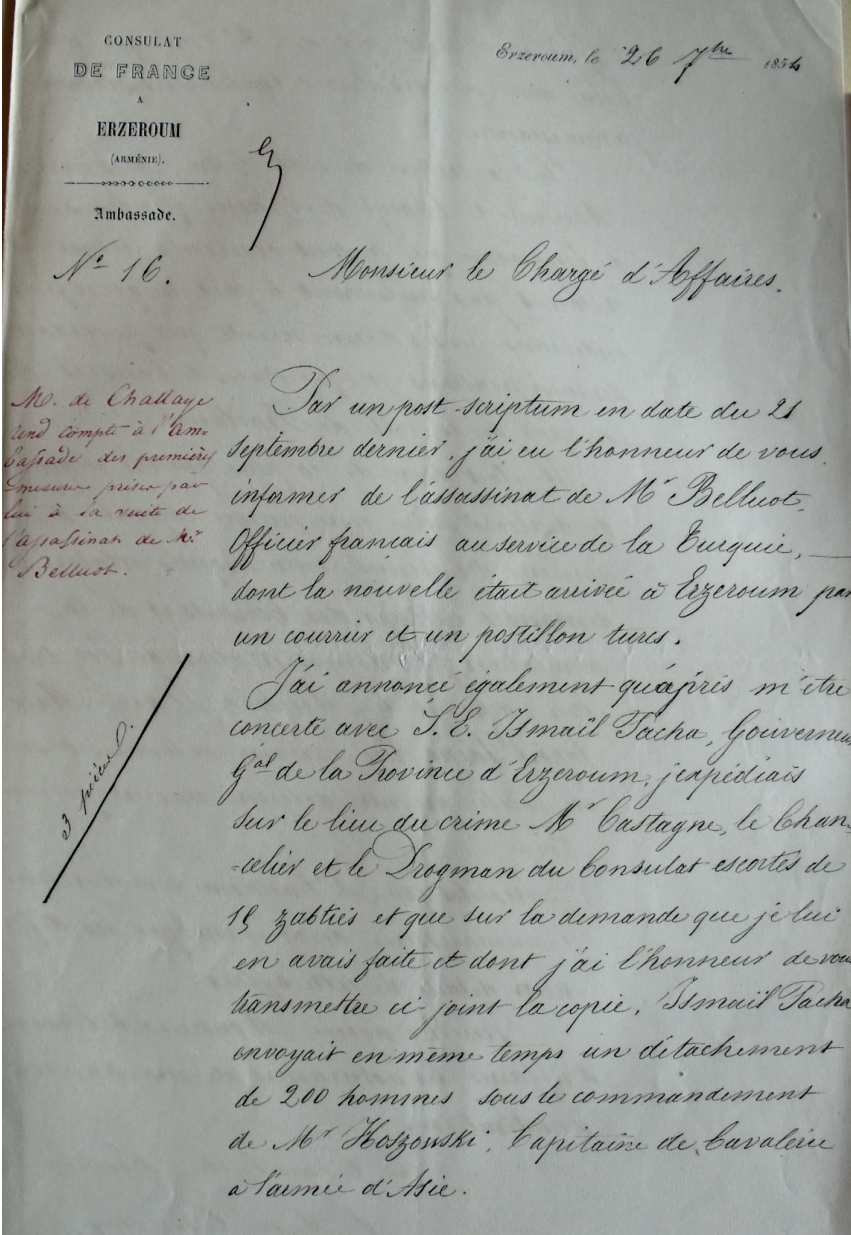 CONSULAT
DE FRANCE
A
ERZEROUM
(ARMÉNIE).
Ambassade.
Erzeroum, le 26 7bre 1854
Nº 16.
Monsieur le Chargé d'Affaires.
M. de Challaye
rend compte à l'Am-
bassade des premières
mesures prises par
lui à la suite de
l'assassinat de Mr
Belluot.
3 pièces.
Par un post-scriptum en date du 21
Septembre dernier, j'ai eu l'honneur de vous
informer de l'assassinat de Mr Belluot,
Officier français au service de la Turquie,
dont la nouvelle était arrivée à Erzeroum par
un courrier et un postillon turcs.
J'ai annoncé également qu'après m'être
concerté avec S. E. Ismaïl Pacha, Gouverneur
Gal de la Province d'Erzeroum, j'expédiais
sur le lieu du crime Mr Castagne, le Chan-
-celier et le Drogman du Consulat escortés de
15 zabtiés et que sur la demande que je lui
en avais faite et dont j'ai l'honneur de vous
transmettre ci-joint la copie, Ismaïl Pacha
envoyait en même temps un détachement
de 200 hommes sous le commandement
de Mr Koszowski, Capitaine de Cavalerie
à l'armée d'Asie.